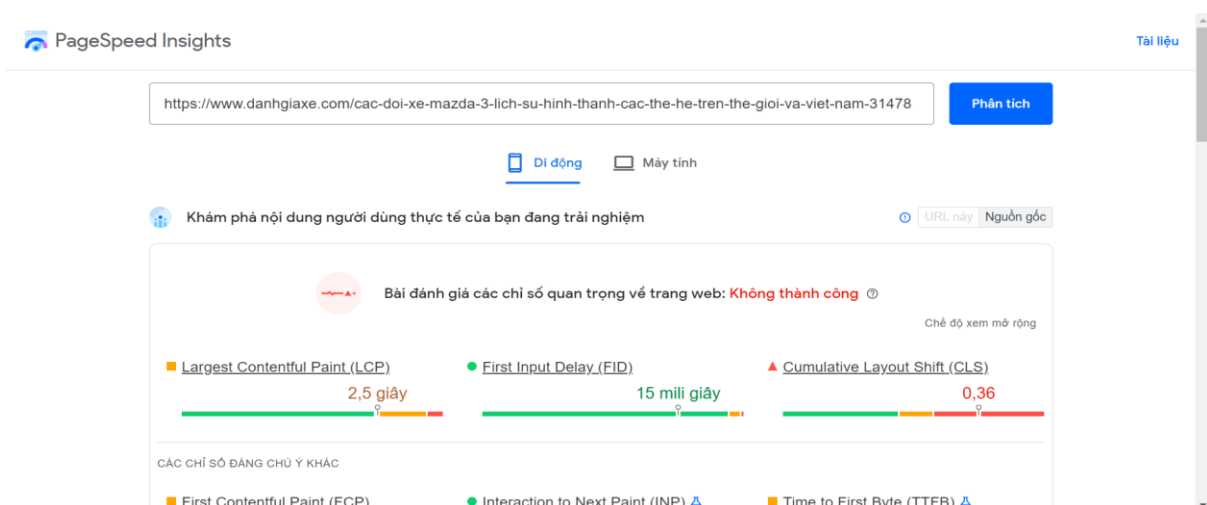 PageSpeed Insights
Tài liệu
https://www.danhgiaxe.com/cac-doi-xe-mazda-3-lich-su-hinh-thanh-cac-the-he-tren-the-gioi-va-viet-nam-31478
Phân tích
Di động
Máy tính
Khám phá nội dung người dùng thực tế của bạn đang trải nghiệm
URL này
Nguồn gốc
Bài đánh giá các chỉ số quan trọng về trang web: Không thành công
Chế độ xem mở rộng
Largest Contentful Paint (LCP)
2,5 giây
First Input Delay (FID)
15 mili giây
Cumulative Layout Shift (CLS)
0,36
CÁC CHỈ SỐ ĐÁNG CHÚ Ý KHÁC
First Contentful Paint (FCP)
Interaction to Next Paint (INP)
Time to First Byte (TTFB)